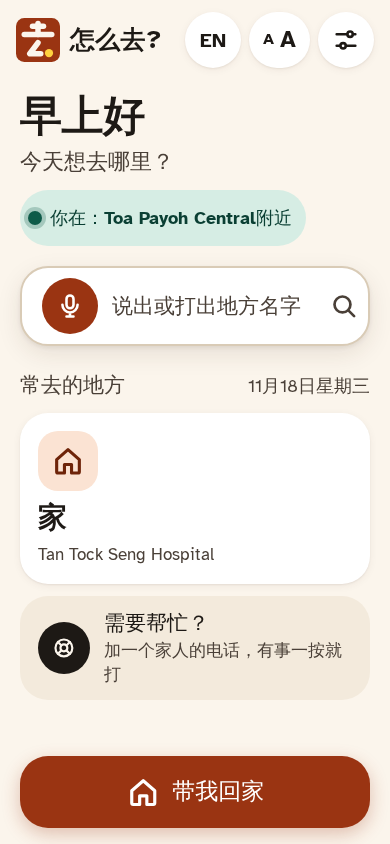 去
怎么去?
EN
A A
早上好
今天想去哪里？
你在：Toa Payoh Central附近
说出或打出地方名字
常去的地方
11月18日星期三
家
Tan Tock Seng Hospital
需要帮忙？
加一个家人的电话，有事一按就
打
带我回家